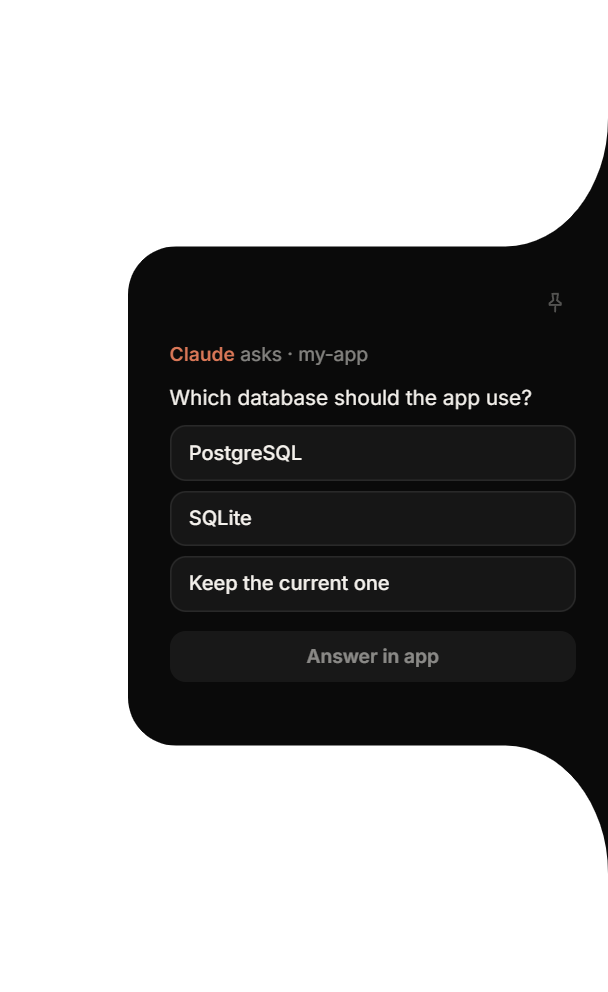 Claude asks · my-app
Which database should the app use?
PostgreSQL
SQLite
Keep the current one
Answer in app